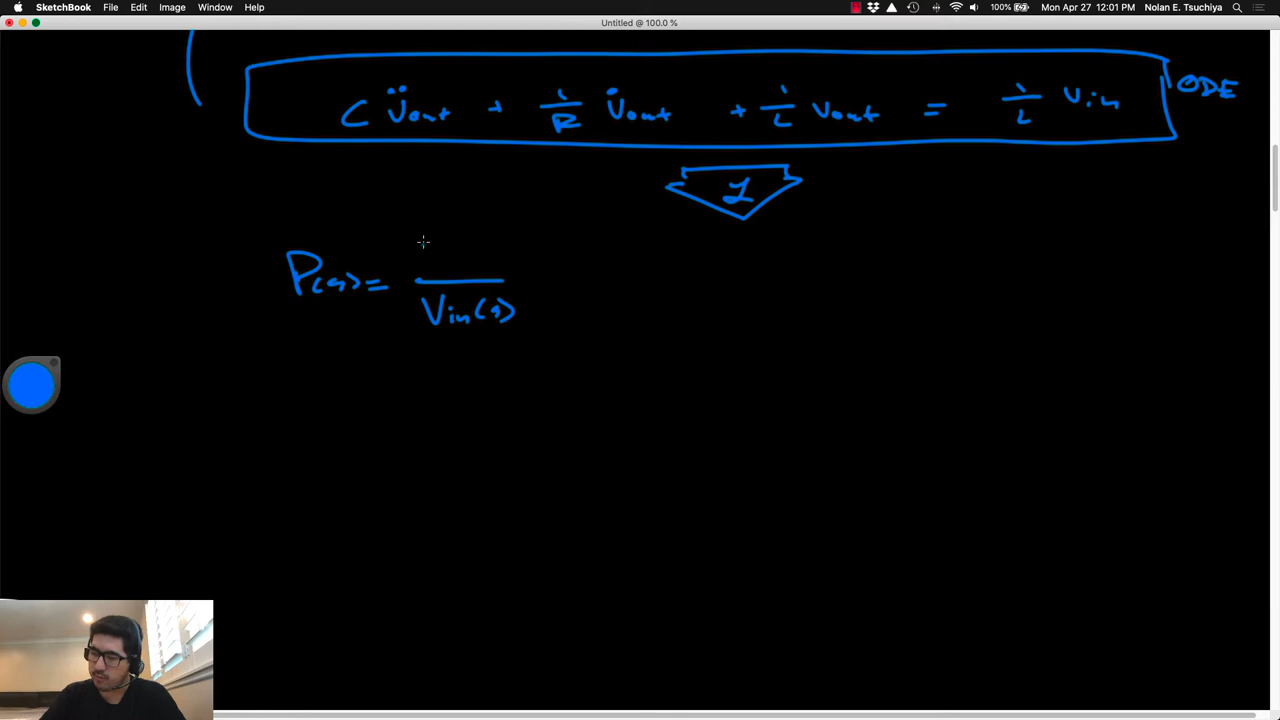 SketchBook File Edit Image Window Help 100% Mon Apr 27 12:01 PM Nolan E. Tsuchiya
Untitled @ 100.0 %
C v̈out + 1/R v̇out + 1/L vout = 1/L vin ODE
ℒ
P(s) = 
Vin(s)